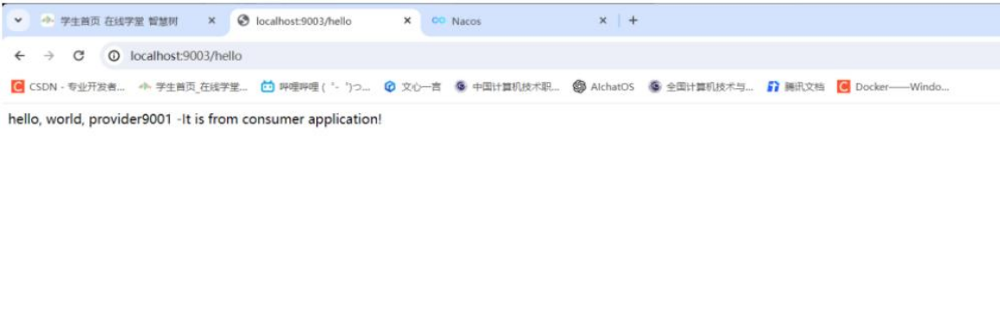 学生首页 在线学堂 智慧树
localhost:9003/hello
Nacos
localhost:9003/hello
CSDN - 专业开发者...
学生首页_在线学堂...
哔哩哔哩 ( ゜- ゜)つ...
文心一言
中国计算机技术职...
AIchatOS
全国计算机技术与...
腾讯文档
Docker——Windo...
hello, world, provider9001 -It is from consumer application!